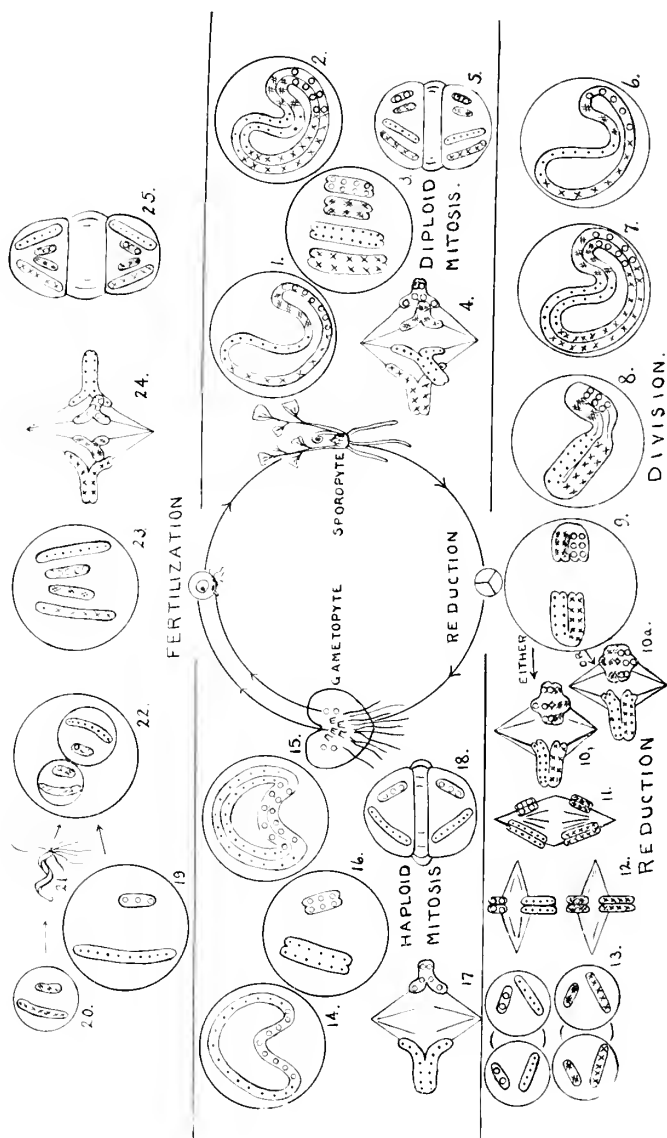 20.
21
19
22.
23.
24.
25.
FERTILIZATION
14.
15.
16.
17
18.
HAPLOID
MITOSIS
GAMETOPYTE
SPOROPYTE
REDUCTION
1.
2.
3.
4.
5.
DIPLOID
MITOSIS.
EITHER
OR
13.
12.
11.
10,
10a.
9.
8.
7.
6.
REDUCTION
DIVISION.